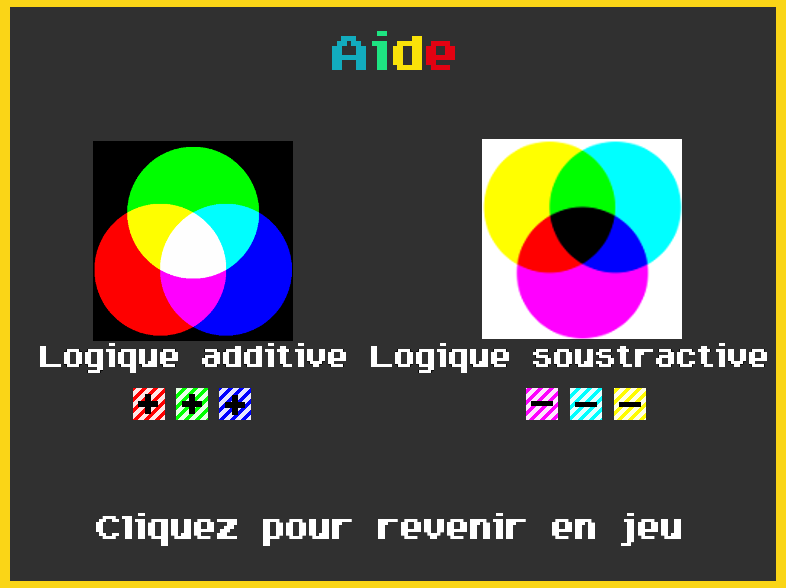 Aide
Logique additive
Logique soustractive
+ + +
- - -
Cliquez pour revenir en jeu